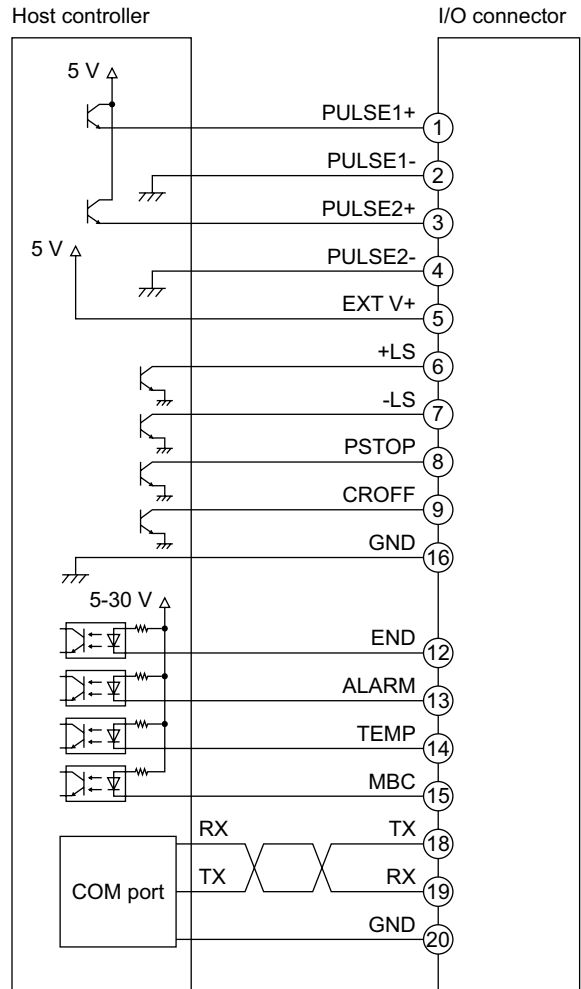 Host controller
I/O connector
5 V
PULSE1+
1
PULSE1-
2
PULSE2+
3
5 V
PULSE2-
4
EXT V+
5
+LS
6
-LS
7
PSTOP
8
CROFF
9
GND
16
5-30 V
END
12
ALARM
13
TEMP
14
MBC
15
RX
TX
18
COM port
TX
RX
19
GND
20